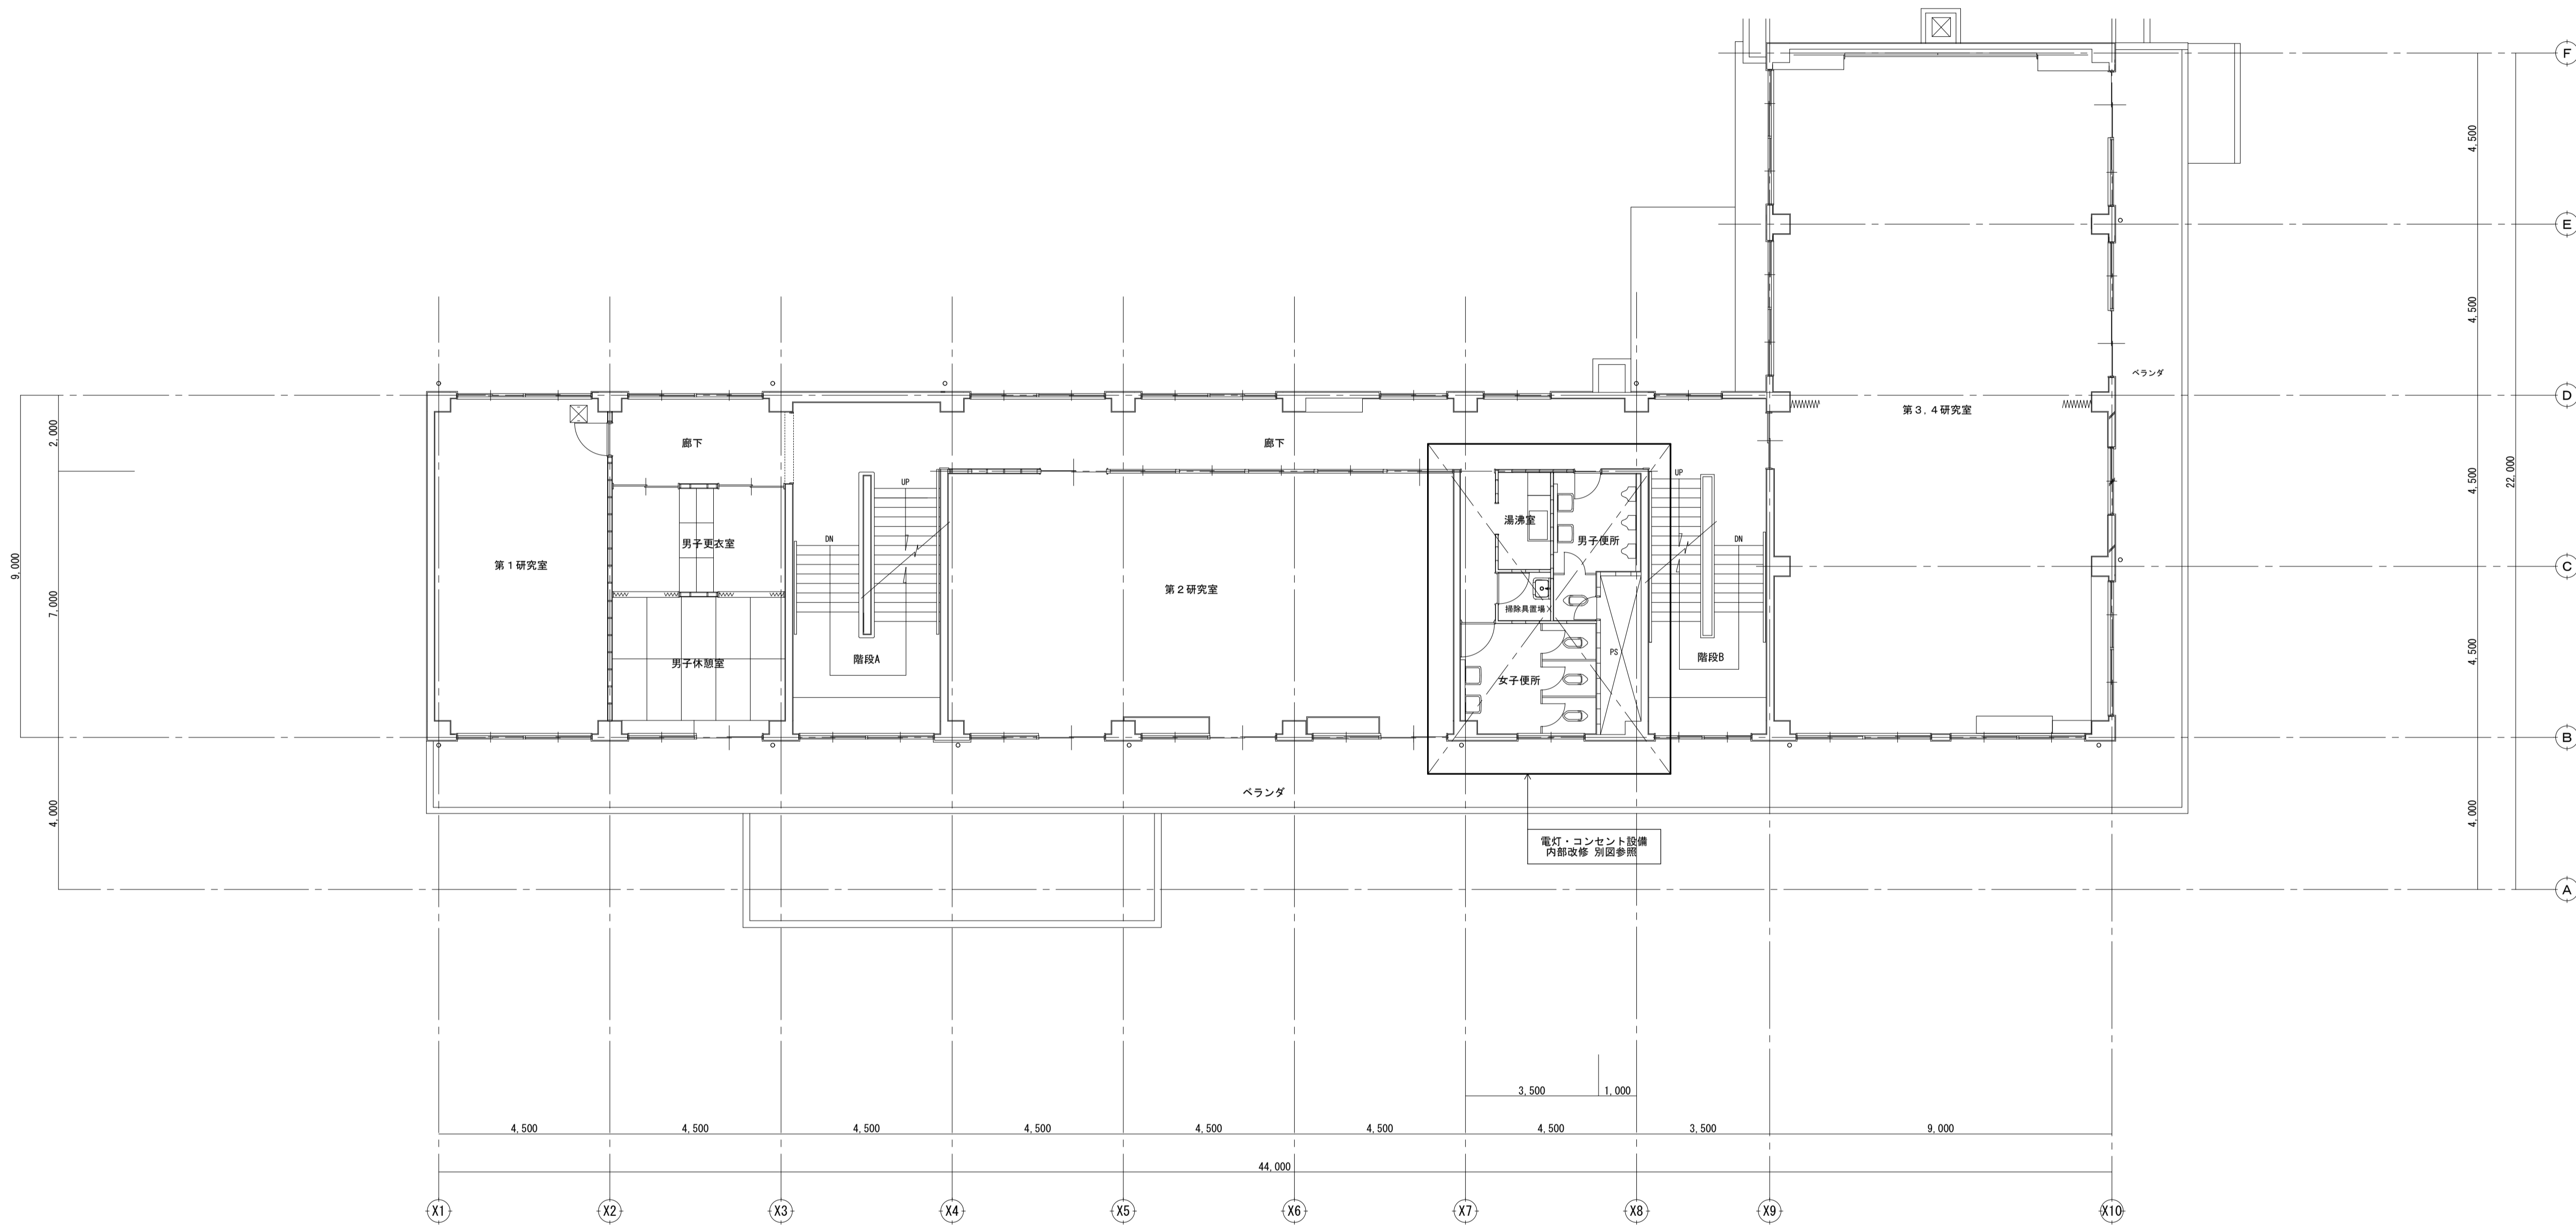 F
4,500
E
4,500
ベランダ
D
第3,4研究室
2,000
廊下
廊下
22,000
4,500
UP
UP
湯沸室
男子便所
DN
DN
男子更衣室
9,000
第1研究室
C
第2研究室
7,000
掃除具置場
4,500
PS
階段A
階段B
男子休憩室
女子便所
B
ベランダ
4,000
4,000
電灯・コンセント設備
内部改修 別図参照
A
3,500
1,000
4,500
4,500
4,500
4,500
4,500
4,500
4,500
3,500
9,000
44,000
X1
X2
X3
X4
X5
X6
X7
X8
X9
X10